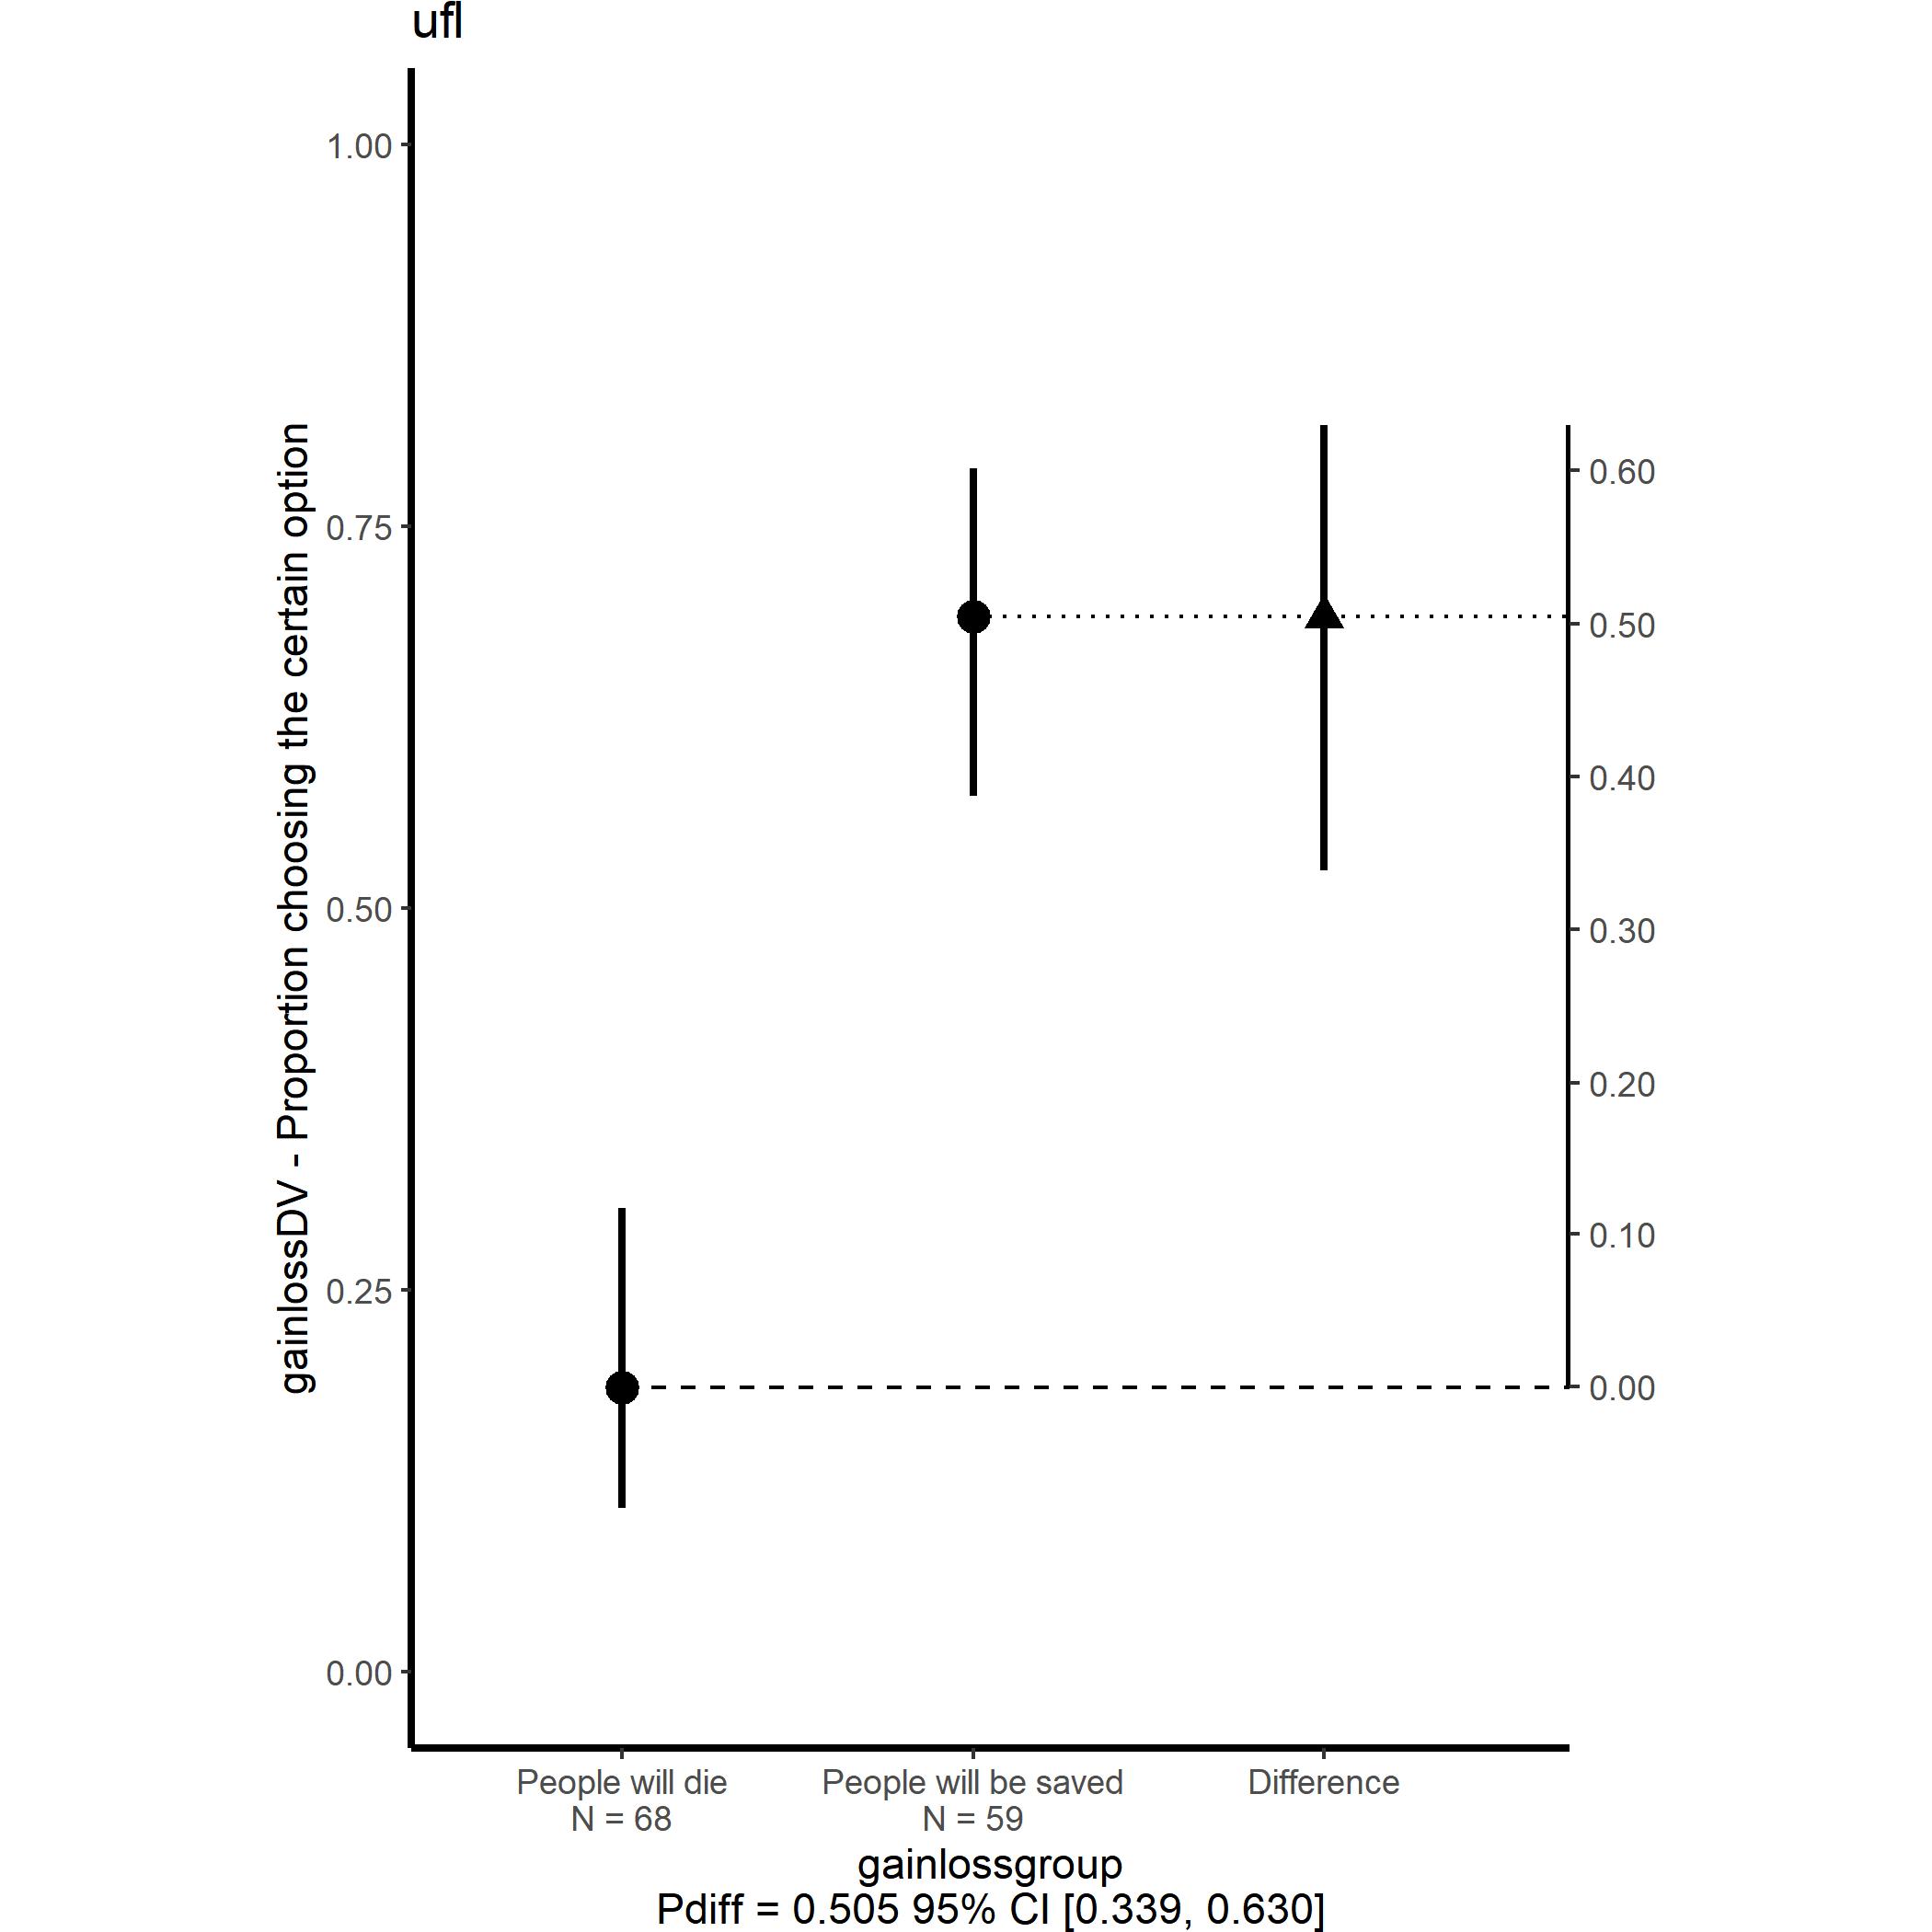 ufl
gainlossDV - Proportion choosing the certain option
1.00
0.75
0.50
0.25
0.00
0.60
0.50
0.40
0.30
0.20
0.10
0.00
People will die
N = 68
People will be saved
N = 59
Difference
gainlossgroup
Pdiff = 0.505 95% CI [0.339, 0.630]